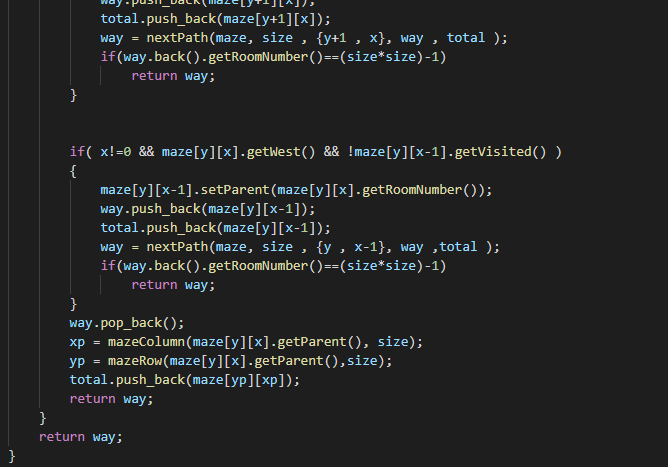 way.push_back(maze[y+1][x]);
total.push_back(maze[y+1][x]);
way = nextPath(maze, size , {y+1 , x}, way , total );
if(way.back().getRoomNumber()==(size*size)-1)
return way;
}
if( x!=0 && maze[y][x].getWest() && !maze[y][x-1].getVisited() )
{
maze[y][x-1].setParent(maze[y][x].getRoomNumber());
way.push_back(maze[y][x-1]);
total.push_back(maze[y][x-1]);
way = nextPath(maze, size , {y , x-1}, way ,total );
if(way.back().getRoomNumber()==(size*size)-1)
return way;
}
way.pop_back();
xp = mazeColumn(maze[y][x].getParent(), size);
yp = mazeRow(maze[y][x].getParent(),size);
total.push_back(maze[yp][xp]);
return way;
}
return way;
}